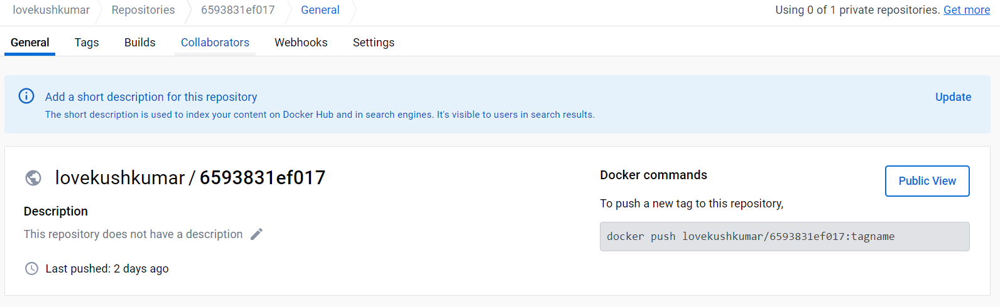 lovekushkumar Repositories 6593831ef017 General Using 0 of 1 private repositories. Get more
General Tags Builds Collaborators Webhooks Settings
Add a short description for this repository Update
The short description is used to index your content on Docker Hub and in search engines. It's visible to users in search results.
lovekushkumar / 6593831ef017
Description
This repository does not have a description
Last pushed: 2 days ago
Docker commands
Public View
To push a new tag to this repository,
docker push lovekushkumar/6593831ef017:tagname